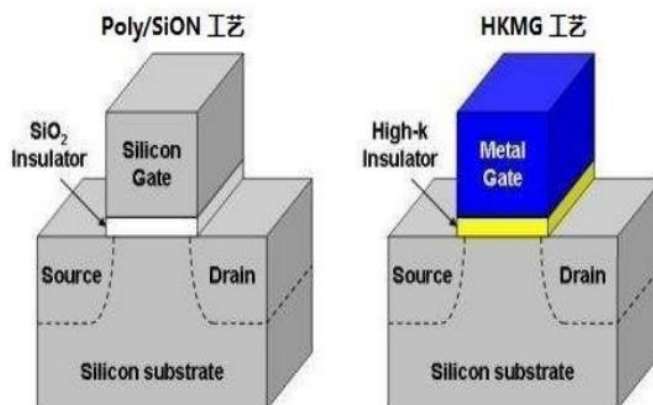 Poly/SiON 工艺
SiO₂
Insulator
Silicon
Gate
Source
Drain
Silicon substrate
HKMG 工艺
High-k
Insulator
Metal
Gate
Source
Drain
Silicon substrate